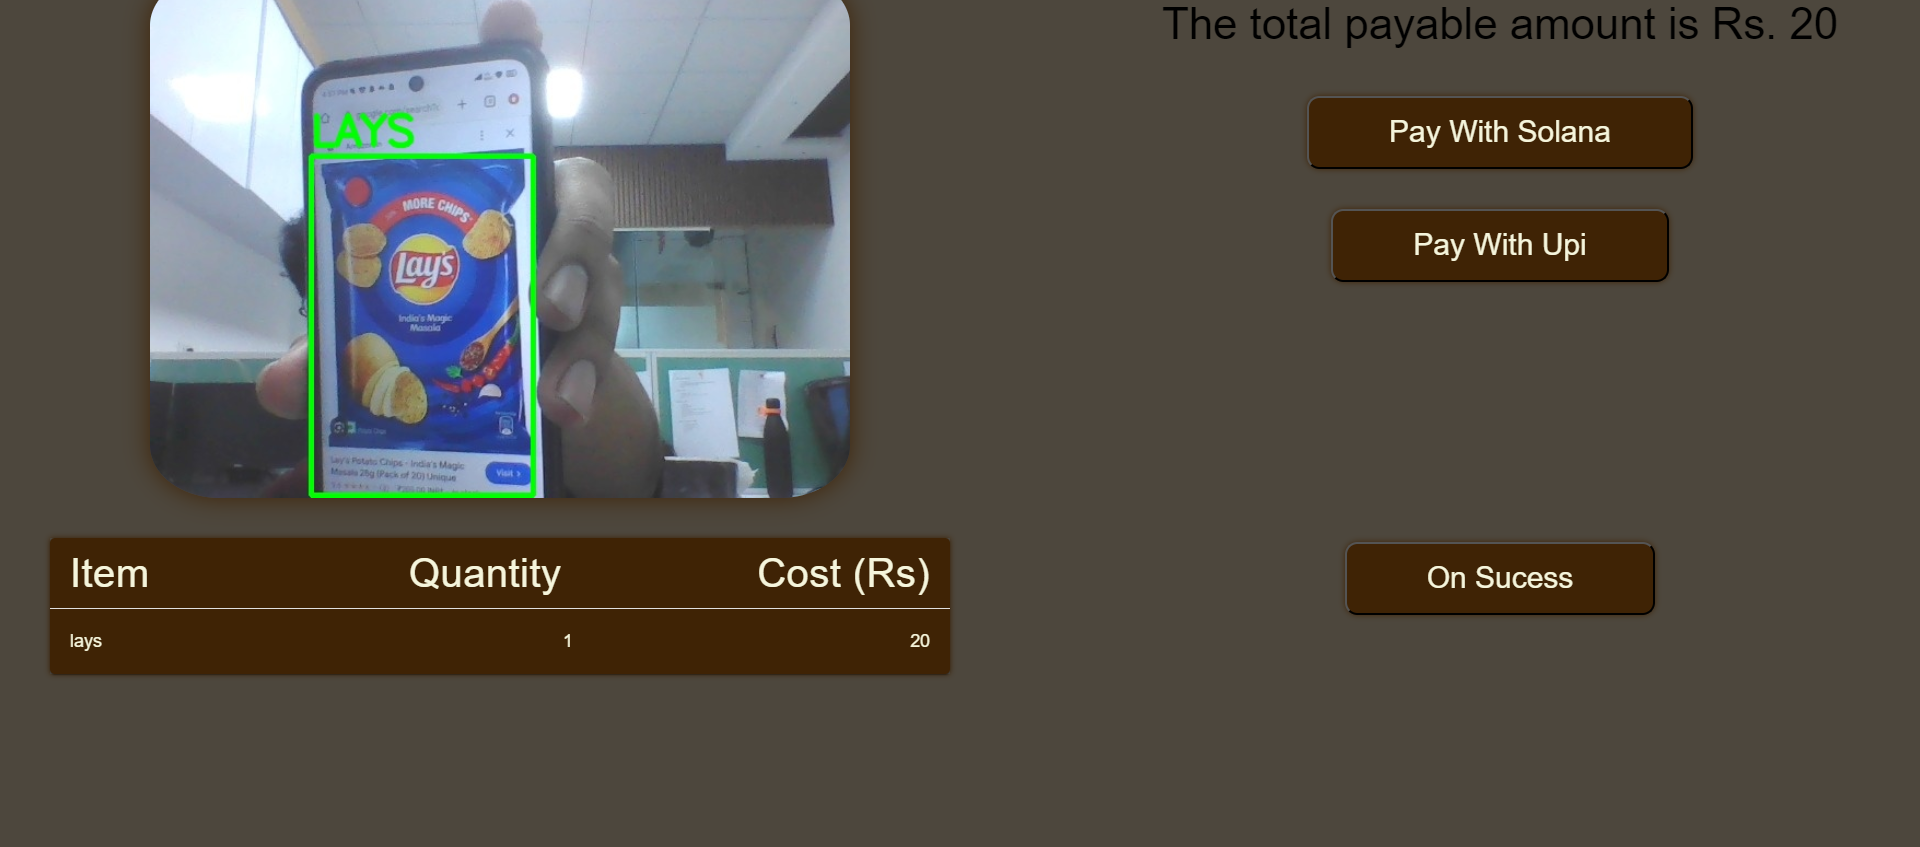 The total payable amount is Rs. 20
Pay With Solana
Pay With Upi
On Sucess
LAYS
MORE CHIPS
Lay's
India's Magic
Masala
Lay's Potato Chips - India's Magic
Masala 28g (Pack of 20) Unique
Visit >
Item Quantity Cost (Rs)
lays 1 20